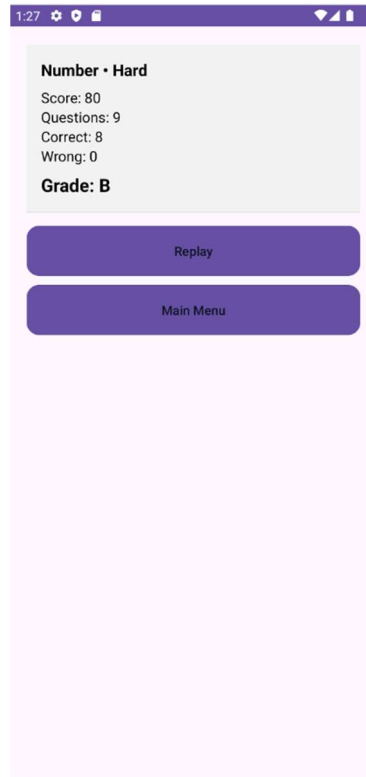 1:27
Number • Hard
Score: 80
Questions: 9
Correct: 8
Wrong: 0
Grade: B
Replay
Main Menu